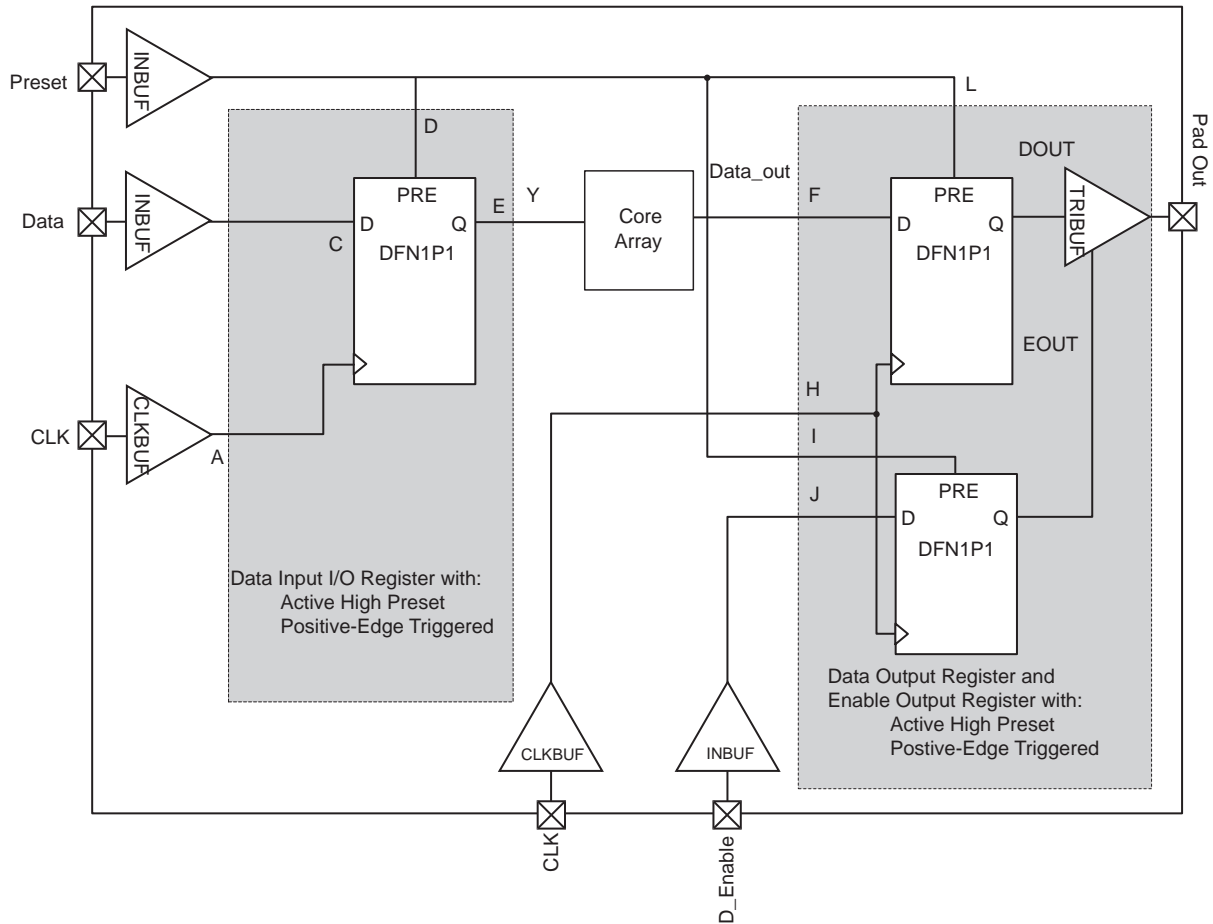 Preset
INBUF
L
D
Pad Out
DOUT
Data_out
PRE
PRE
TRIBUF
INBUF
Data
C
D
Q
E
Y
Core
Array
F
D
Q
DFN1P1
DFN1P1
EOUT
CLKBUF
H
CLK
A
I
PRE
J
D
Q
DFN1P1
Data Input I/O Register with:
Active High Preset
Positive-Edge Triggered
Data Output Register and
Enable Output Register with:
Active High Preset
Postive-Edge Triggered
CLKBUF
INBUF
CLK
D_Enable